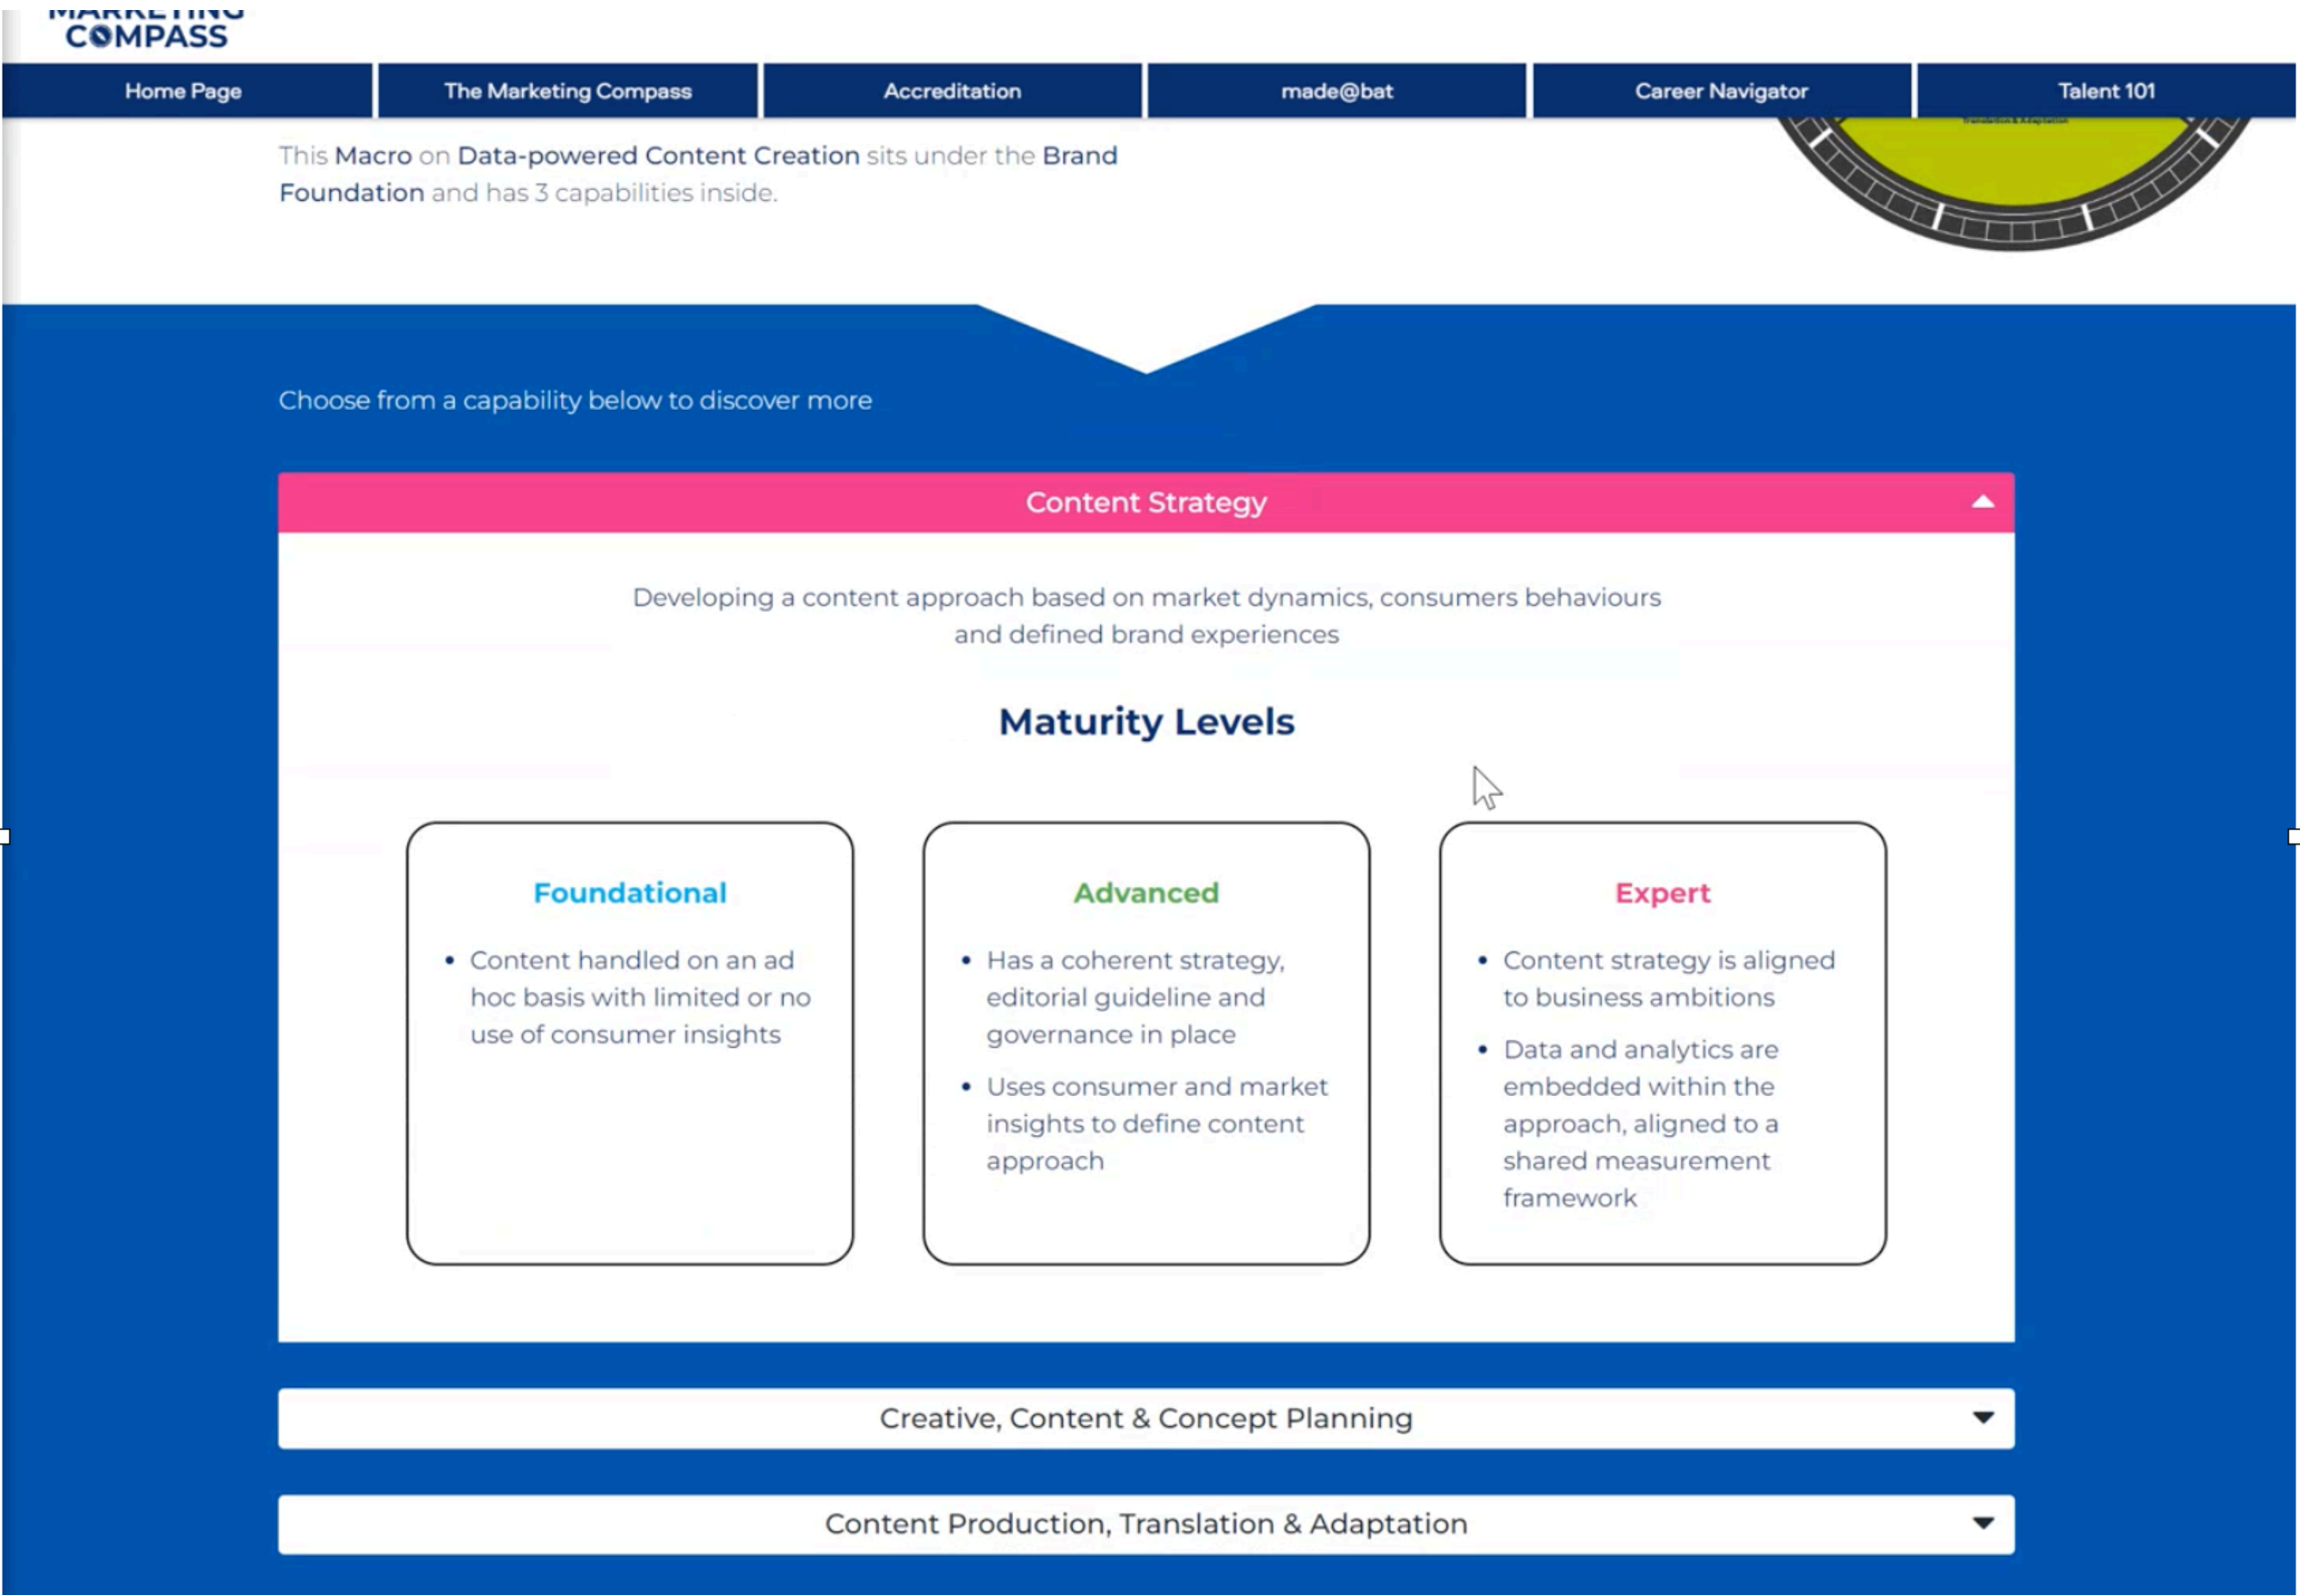 MARKETING
COMPASS
Home Page
The Marketing Compass
Accreditation
made@bat
Career Navigator
Talent 101
Translation & Adaptation
This Macro on Data-powered Content Creation sits under the Brand
Foundation and has 3 capabilities inside.
Choose from a capability below to discover more
Content Strategy
Developing a content approach based on market dynamics, consumers behaviours
and defined brand experiences
Maturity Levels
Foundational
• Content handled on an ad
hoc basis with limited or no
use of consumer insights
Advanced
• Has a coherent strategy,
editorial guideline and
governance in place
• Uses consumer and market
insights to define content
approach
Expert
• Content strategy is aligned
to business ambitions
• Data and analytics are
embedded within the
approach, aligned to a
shared measurement
framework
Creative, Content & Concept Planning
Content Production, Translation & Adaptation